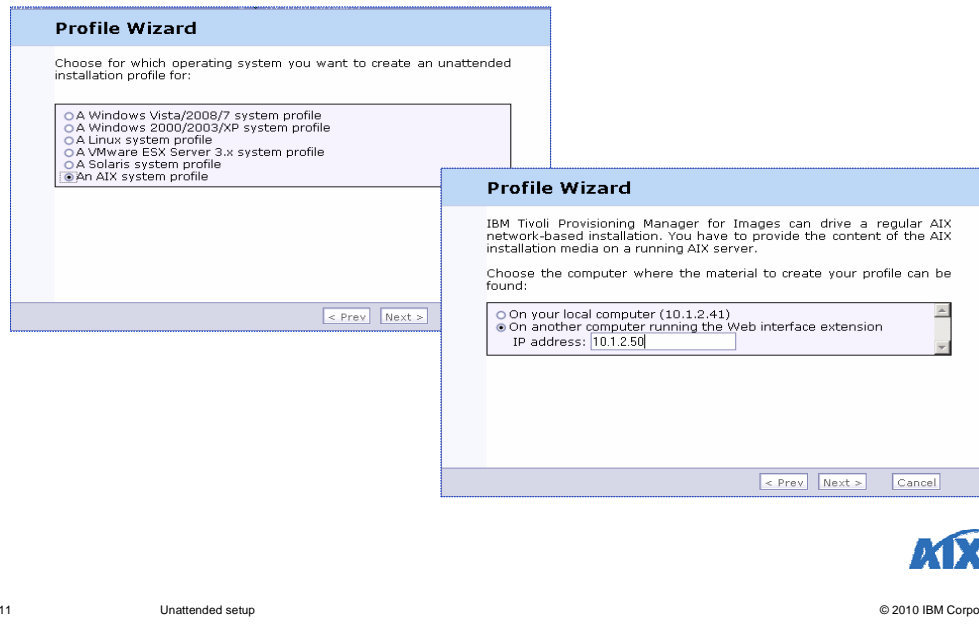 Profile Wizard
Choose for which operating system you want to create an unattended
installation profile for:
A Windows Vista/2008/7 system profile
A Windows 2000/2003/XP system profile
A Linux system profile
A VMware ESX Server 3.x system profile
A Solaris system profile
An AIX system profile
< Prev Next >
Profile Wizard
IBM Tivoli Provisioning Manager for Images can drive a regular AIX
network-based installation. You have to provide the content of the AIX
installation media on a running AIX server.
Choose the computer where the material to create your profile can be
found:
On your local computer (10.1.2.41)
On another computer running the Web interface extension
IP address: 10.1.2.50
< Prev Next > Cancel
AIX
11 Unattended setup © 2010 IBM Corpo